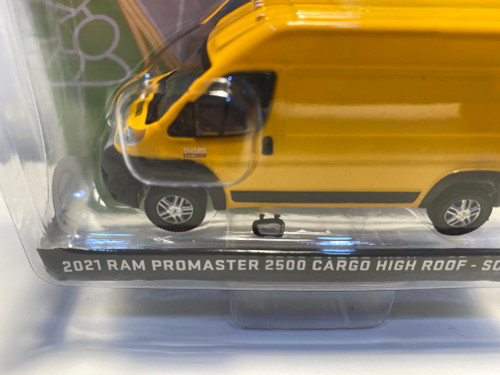 2021 RAM PROMASTER 2500 CARGO HIGH ROOF - SC